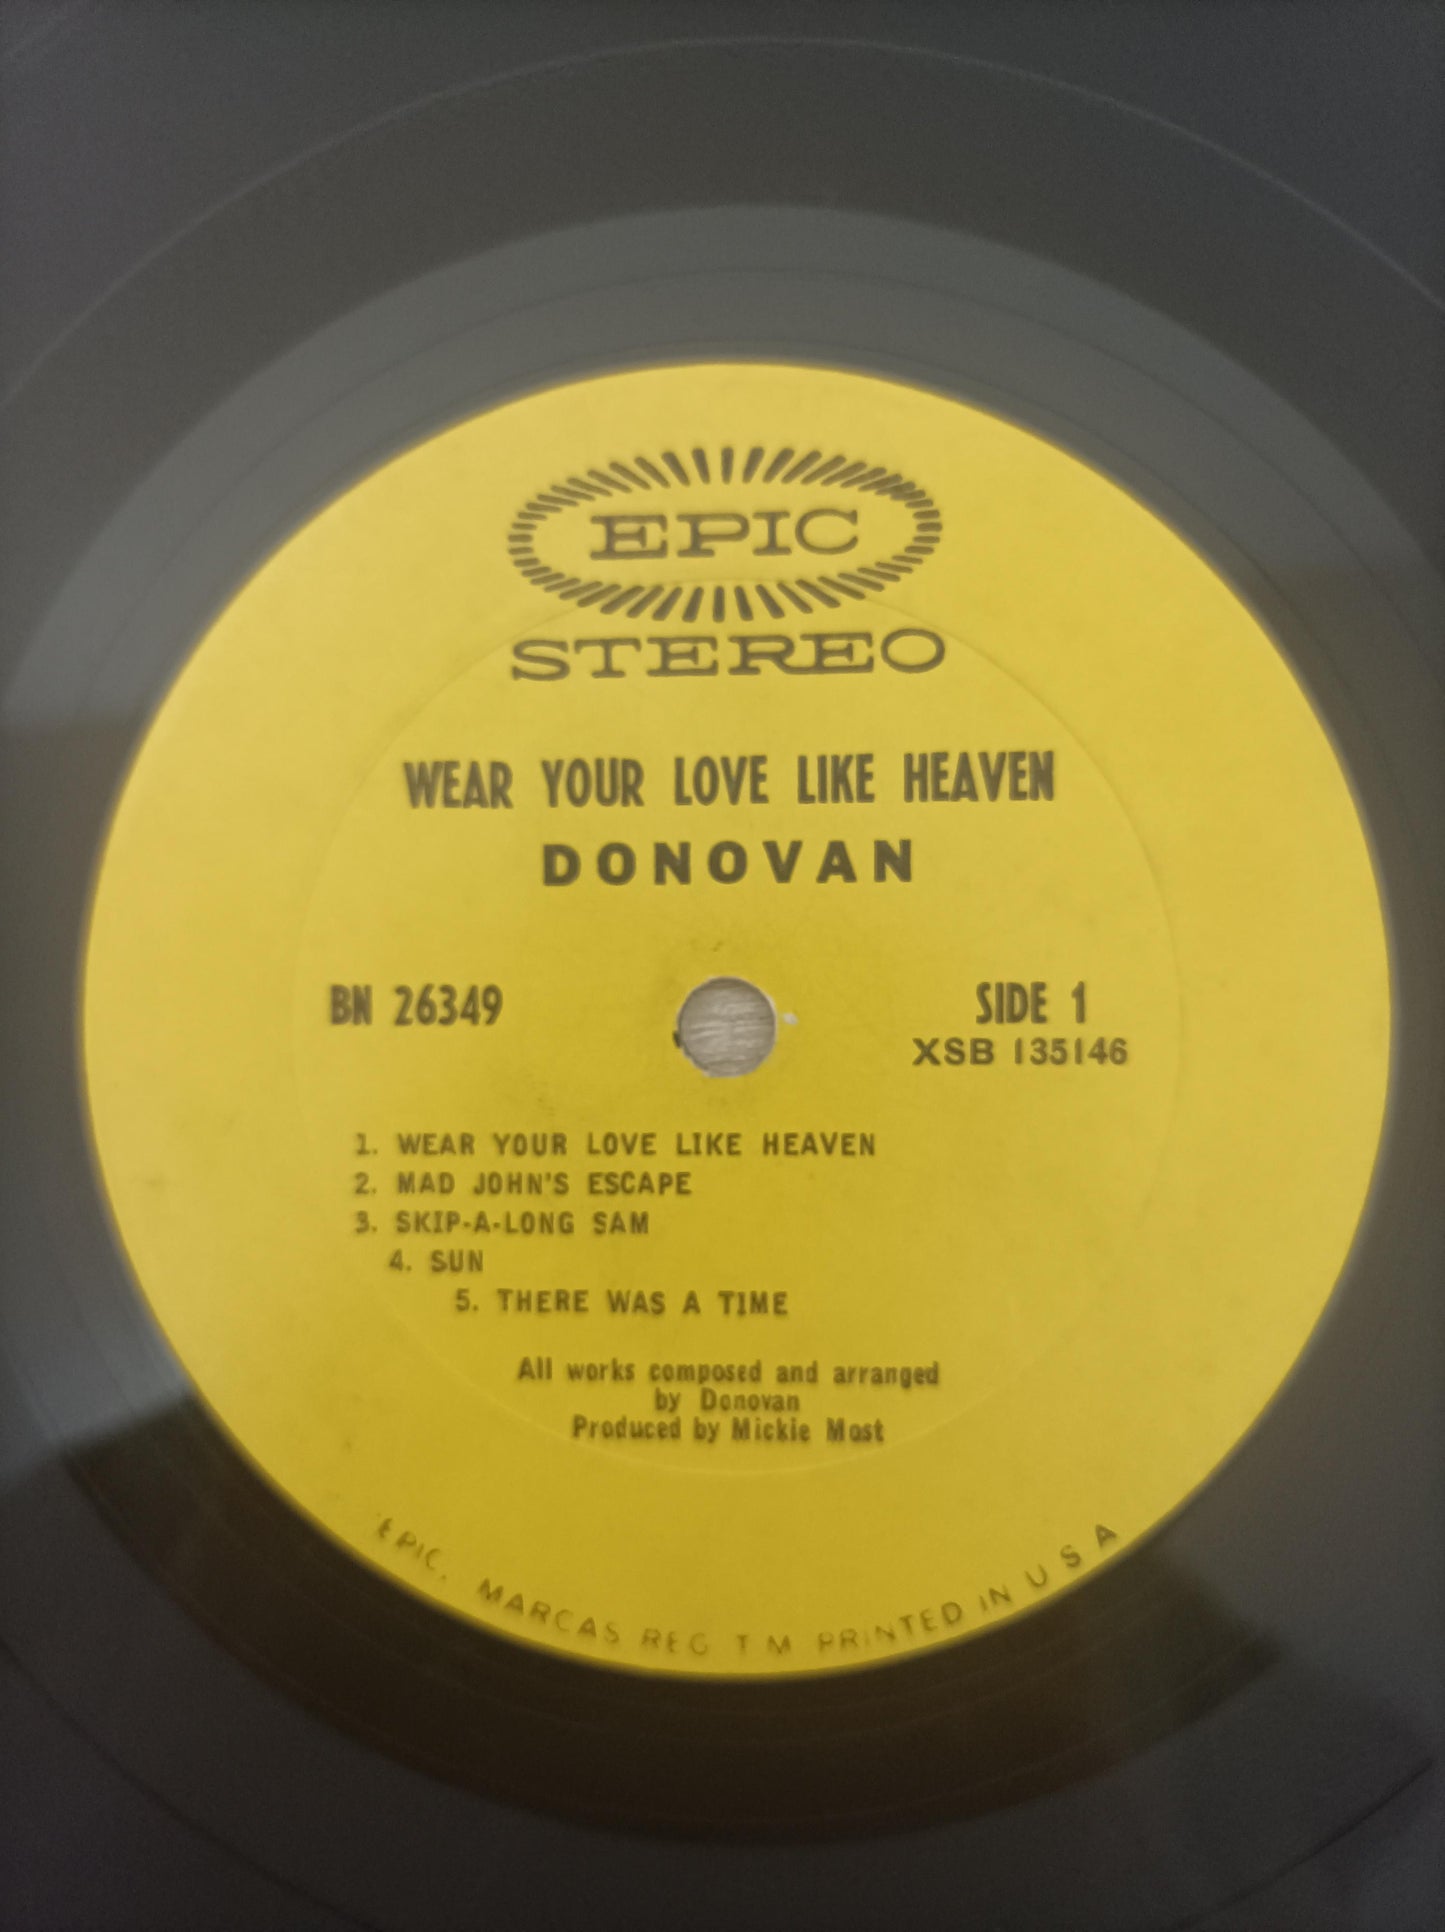 EPIC
STEREO
WEAR YOUR LOVE LIKE HEAVEN
DONOVAN
BN 26349
SIDE 1
XSB 135146
1. WEAR YOUR LOVE LIKE HEAVEN
2. MAD JOHN'S ESCAPE
3. SKIP-A-LONG SAM
4. SUN
5. THERE WAS A TIME
All works composed and arranged
by Donovan
Produced by Mickie Most
EPIC, MARCAS REG T M PRINTED IN U S A